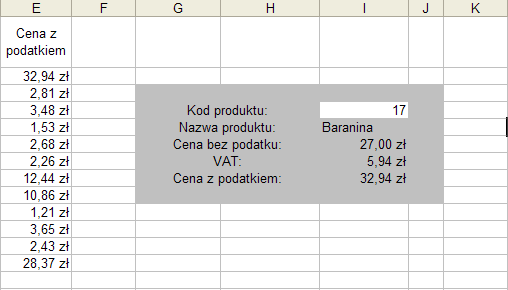 E F G H I J K
Cena z
podatkiem
32,94 zł
2,81 zł
3,48 zł Kod produktu: 17
1,53 zł Nazwa produktu: Baranina
2,68 zł Cena bez podatku: 27,00 zł
2,26 zł VAT: 5,94 zł
12,44 zł Cena z podatkiem: 32,94 zł
10,86 zł
1,21 zł
3,65 zł
2,43 zł
28,37 zł